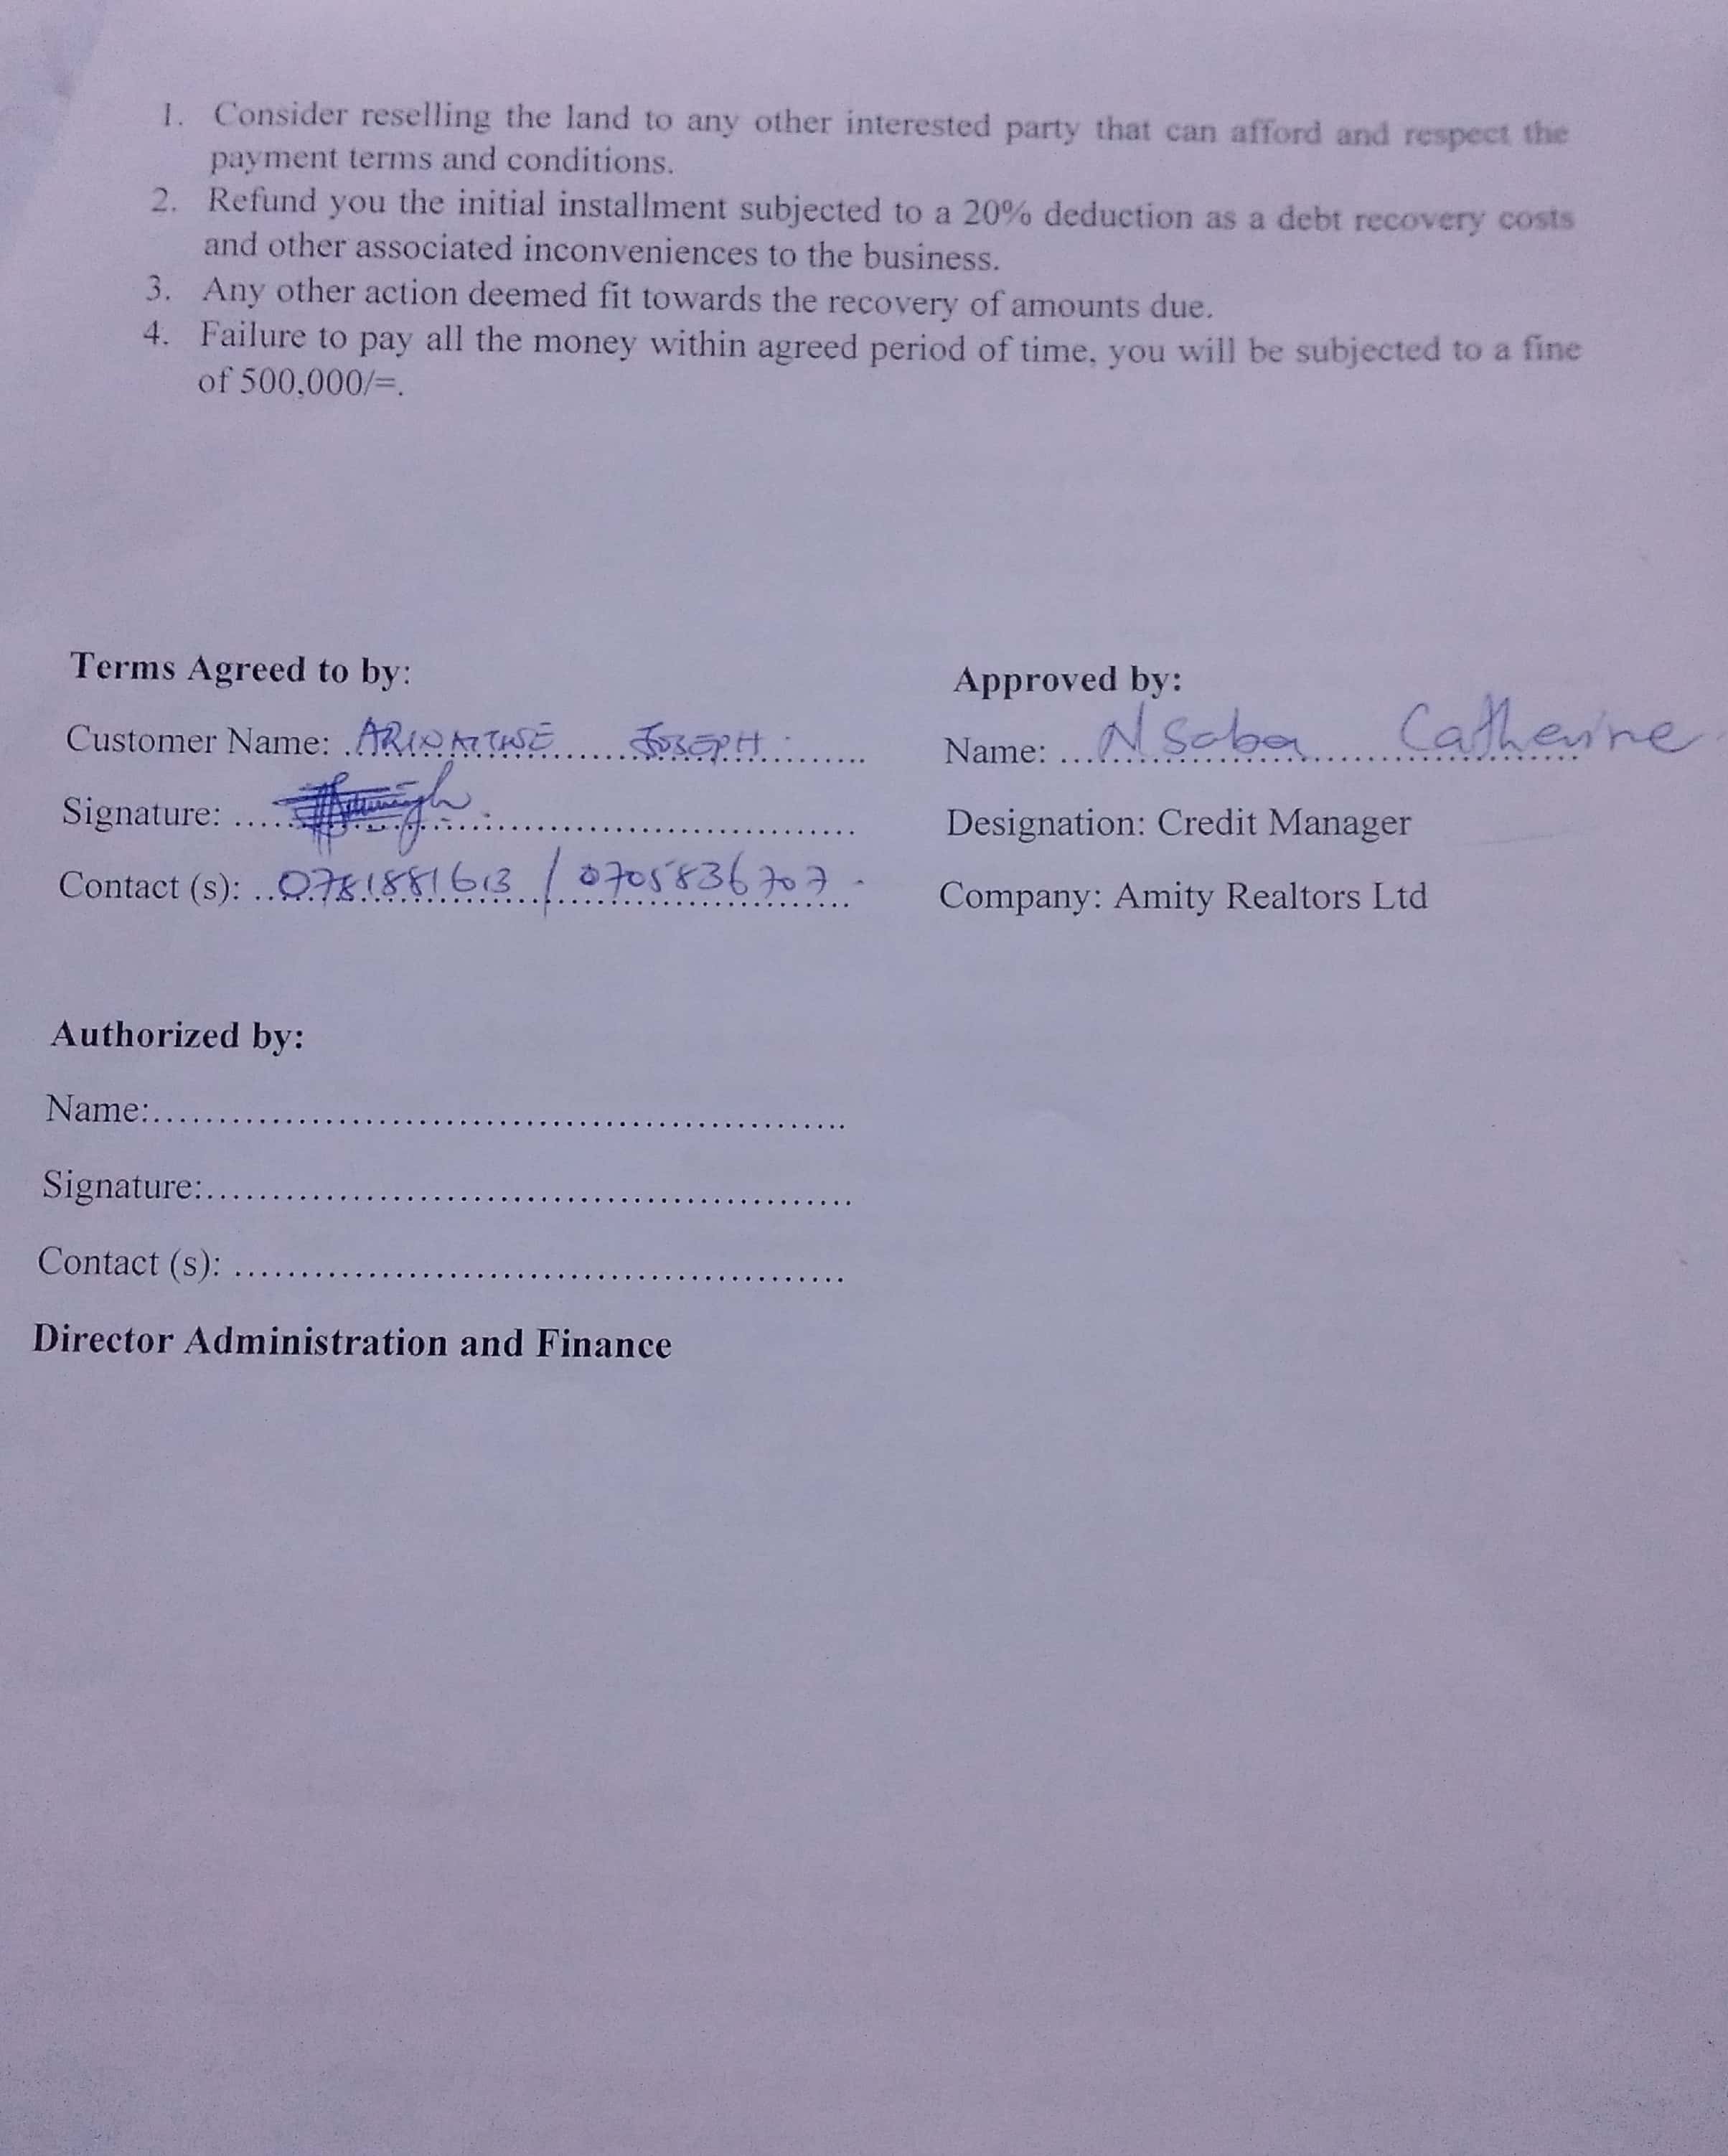 1. Consider reselling the land to any other interested party that can afford and respect the
payment terms and conditions.
2. Refund you the initial installment subjected to a 20% deduction as a debt recovery costs
and other associated inconveniences to the business.
3. Any other action deemed fit towards the recovery of amounts due.
4. Failure to pay all the money within agreed period of time, you will be subjected to a fine
of 500,000/=.
Terms Agreed to by:
Customer Name: ARINAITWE JOSEPH
Signature:
Contact (s): 0781881613 / 0705836707
Approved by:
Name: Nsaba Catherine
Designation: Credit Manager
Company: Amity Realtors Ltd
Authorized by:
Name:
Signature:
Contact (s):
Director Administration and Finance